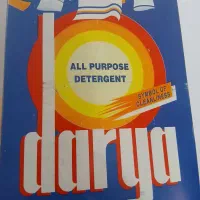 ALL PURPOSE
DETERGENT
SYMBOL OF
CLEANLINESS
darya